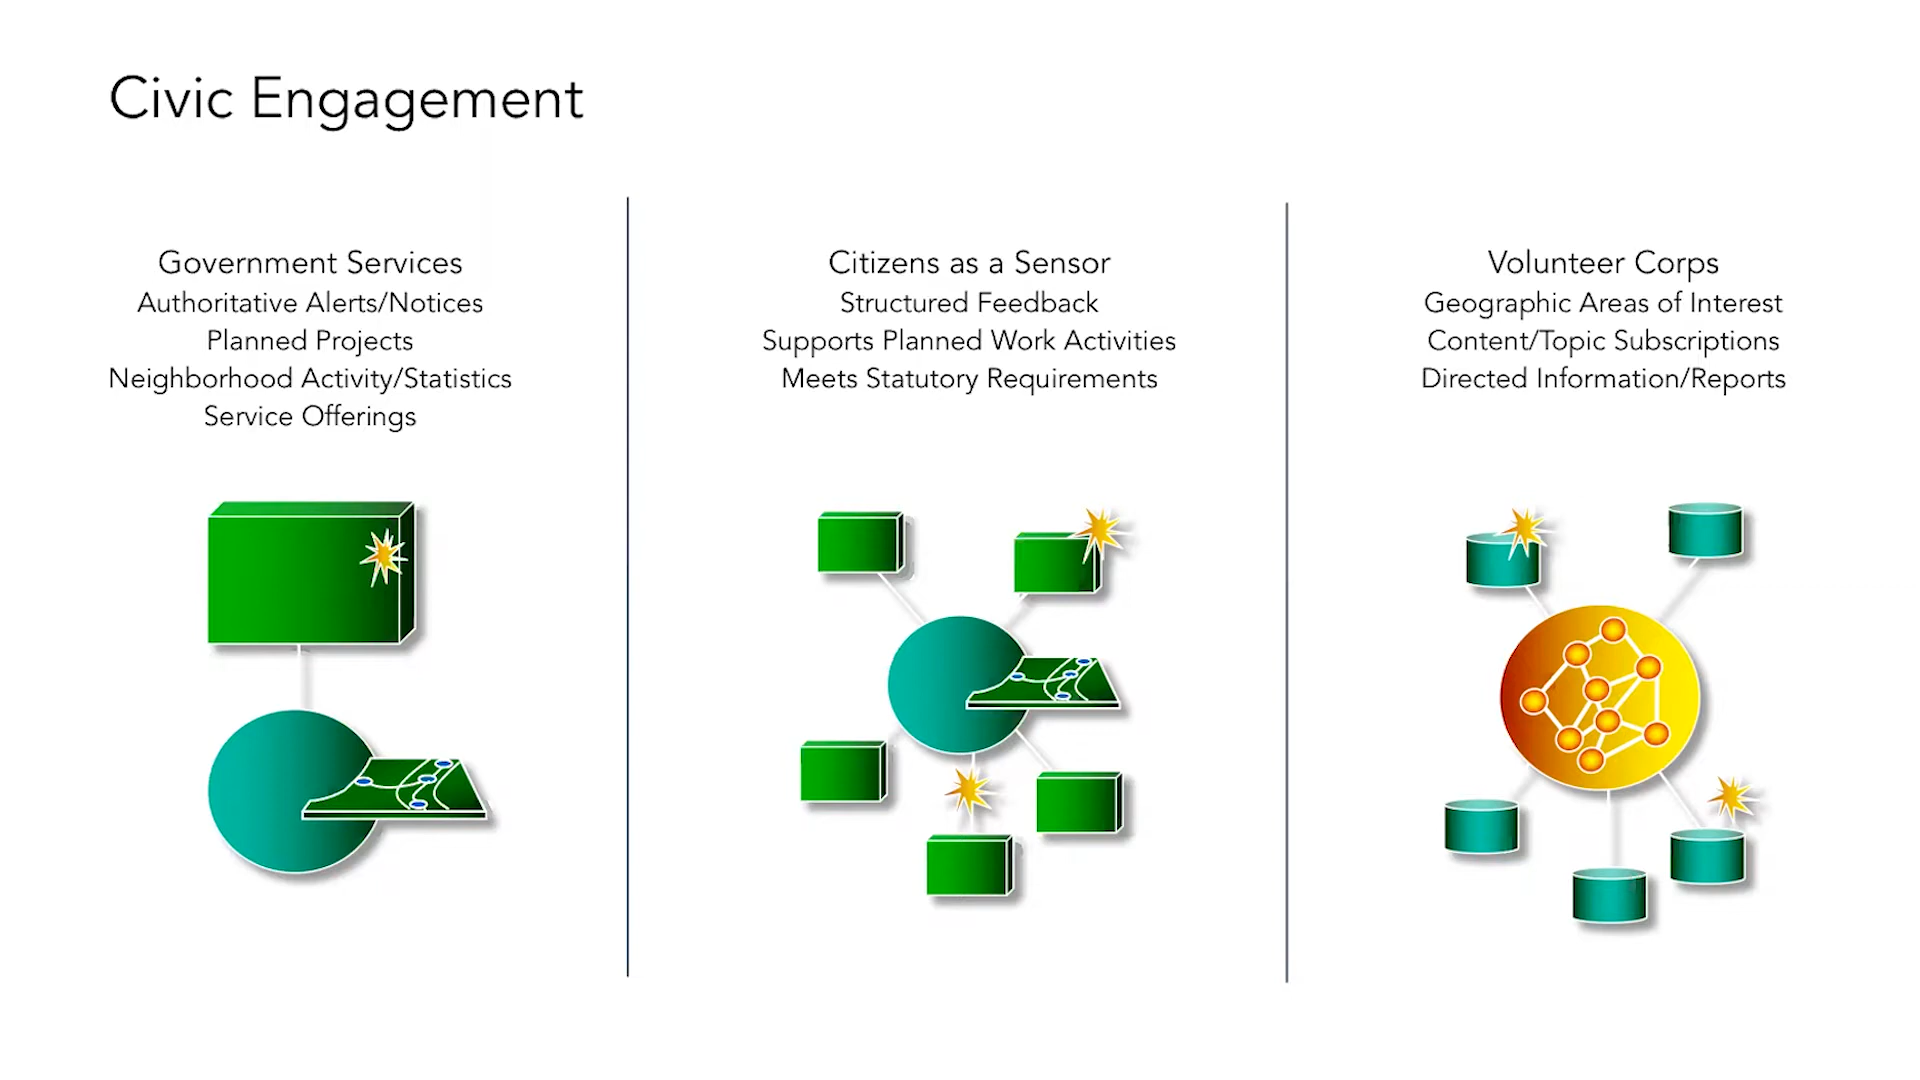 Civic Engagement
Government Services
Authoritative Alerts/Notices
Planned Projects
Neighborhood Activity/Statistics
Service Offerings
Citizens as a Sensor
Structured Feedback
Supports Planned Work Activities
Meets Statutory Requirements
Volunteer Corps
Geographic Areas of Interest
Content/Topic Subscriptions
Directed Information/Reports